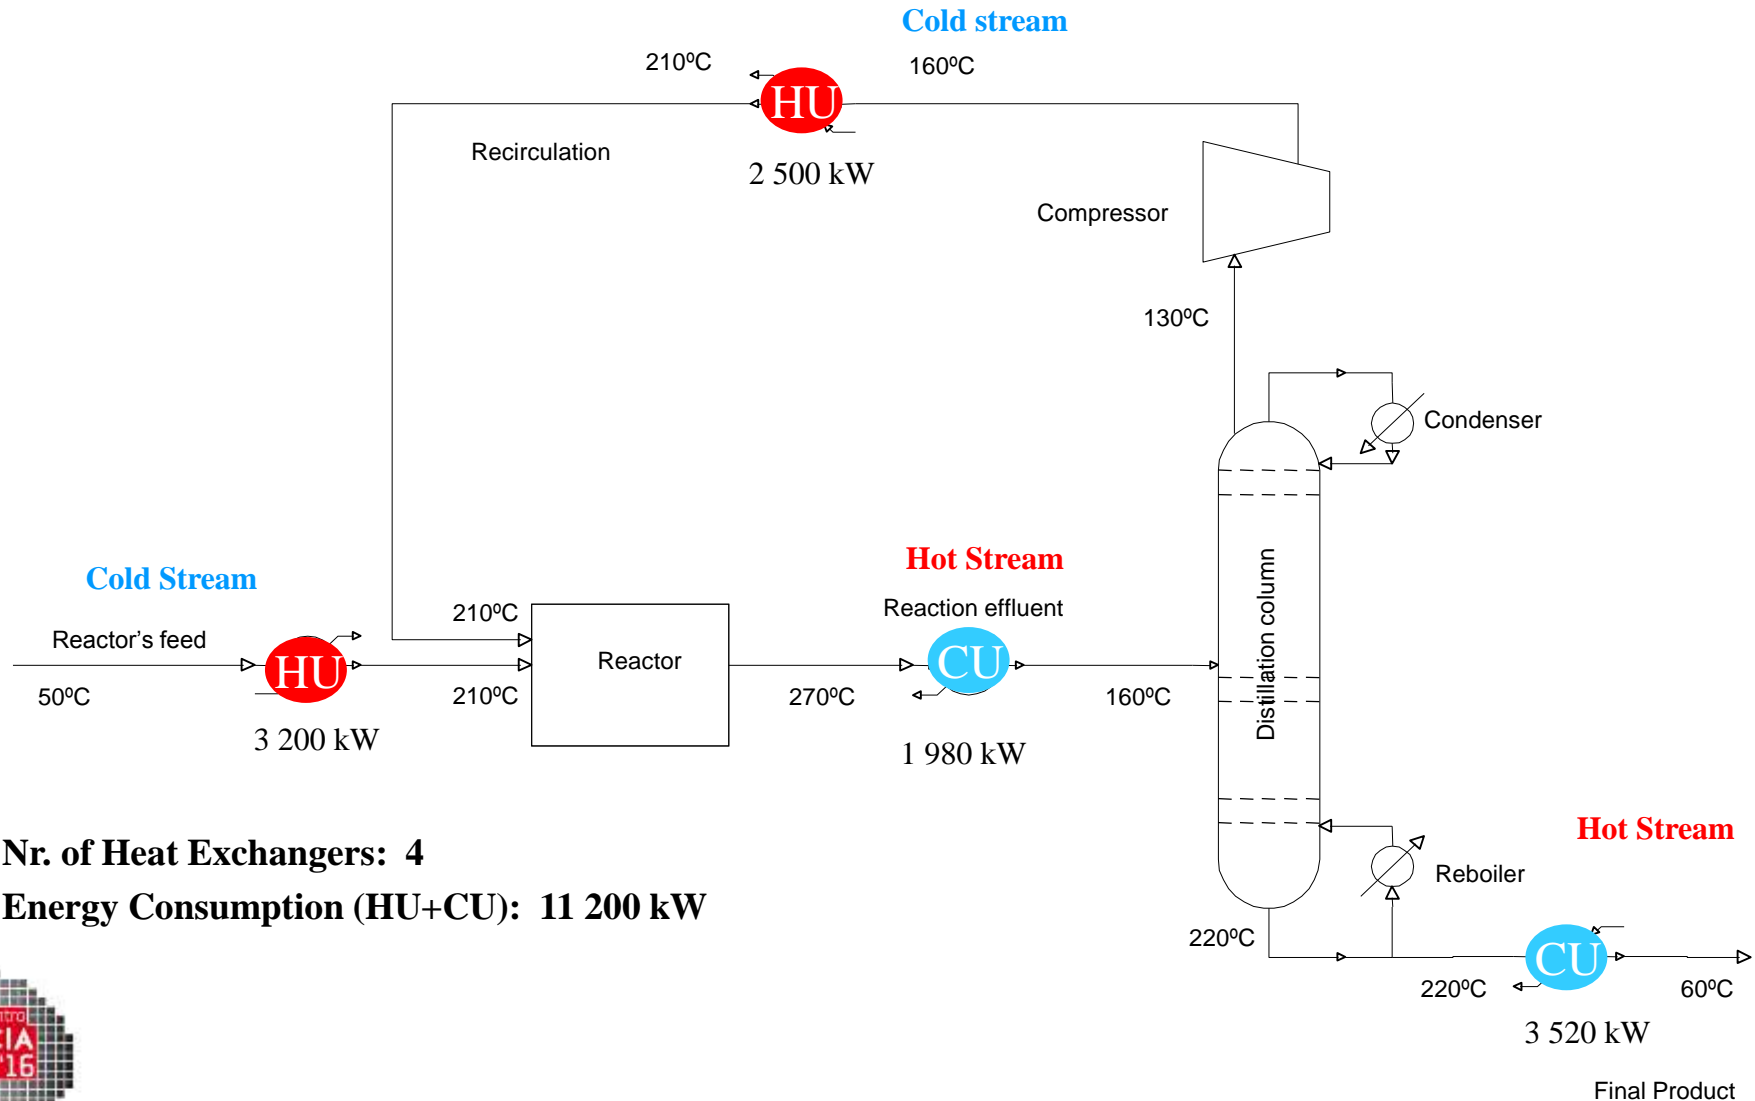 Cold stream
210ºC
160ºC
HU
Recirculation
2 500 kW
Compressor
130ºC
Condenser
Hot Stream
Cold Stream
Reaction effluent
210ºC
Reactor's feed
HU
Reactor
CU
Distillation column
50ºC
210ºC
270ºC
160ºC
3 200 kW
1 980 kW
Hot Stream
Nr. of Heat Exchangers: 4
Reboiler
Energy Consumption (HU+CU): 11 200 kW
220ºC
CU
220ºC
60ºC
3 520 kW
Final Product